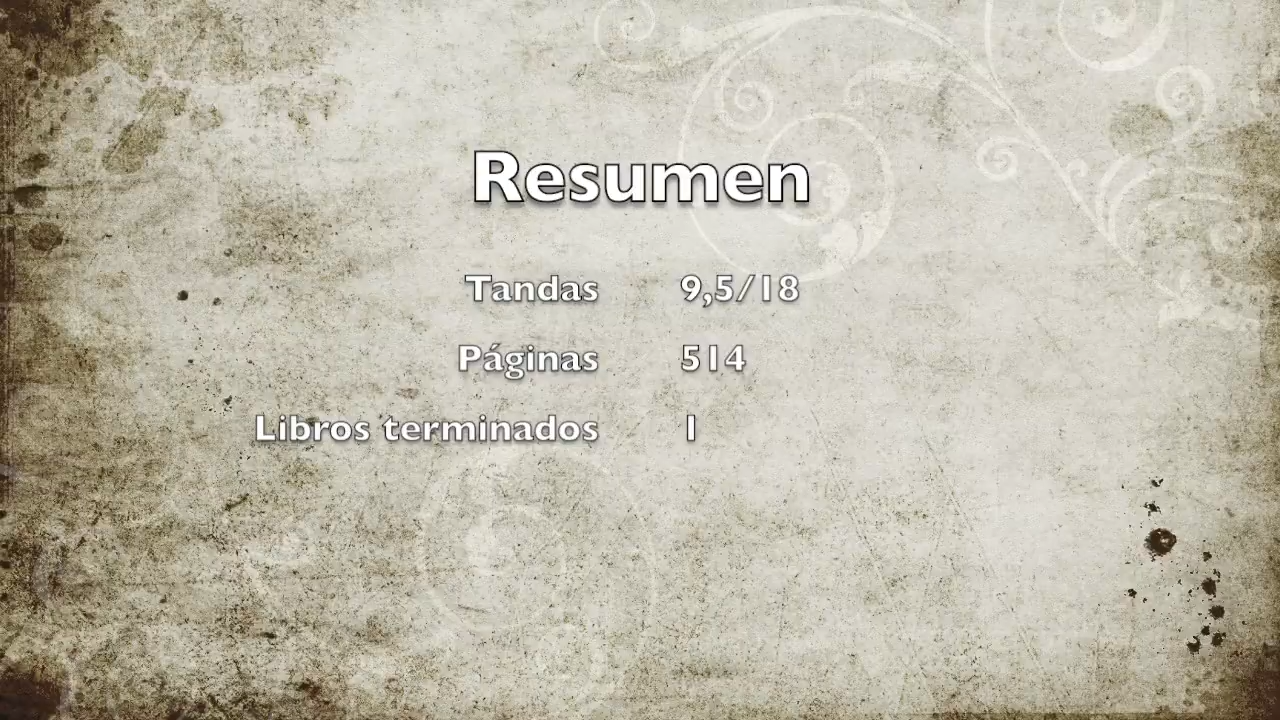 Resumen
Tandas 9,5/18
Páginas 514
Libros terminados 1